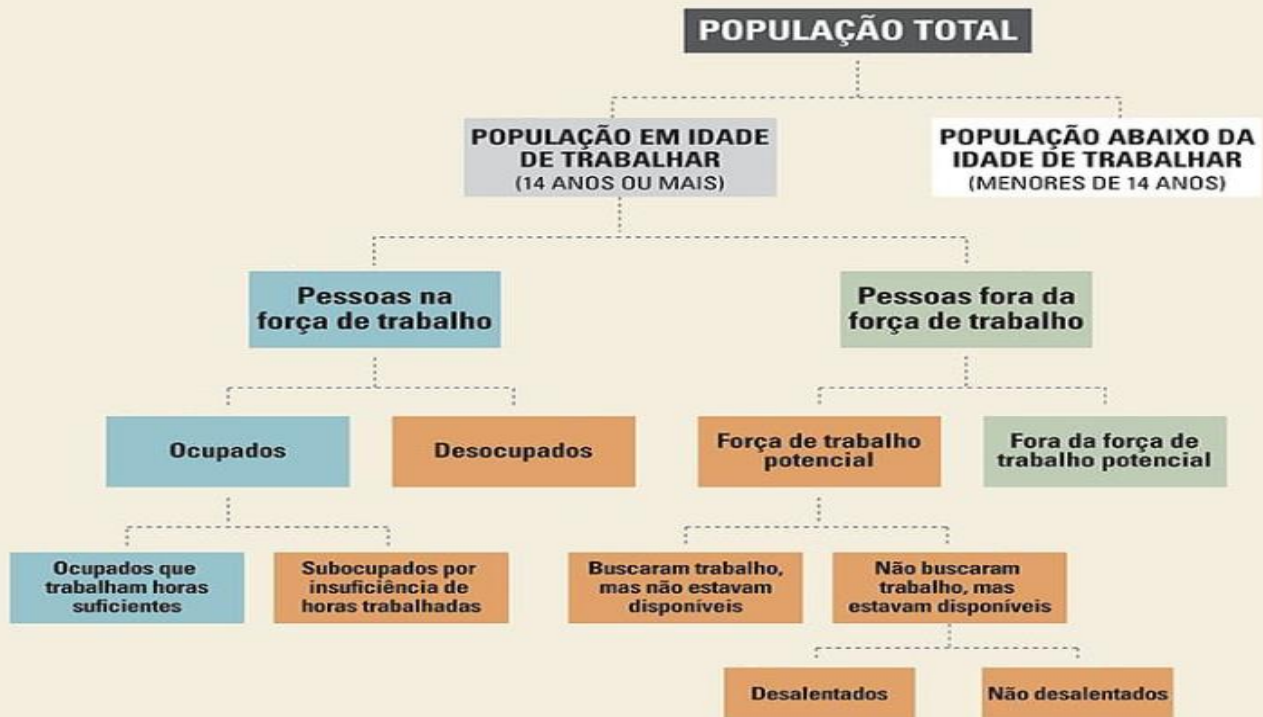 POPULAÇÃO TOTAL
POPULAÇÃO EM IDADE
DE TRABALHAR
(14 ANOS OU MAIS)
POPULAÇÃO ABAIXO DA
IDADE DE TRABALHAR
(MENORES DE 14 ANOS)
Pessoas na
força de trabalho
Pessoas fora da
força de trabalho
Ocupados
Desocupados
Força de trabalho
potencial
Fora da força de
trabalho potencial
Ocupados que
trabalham horas
suficientes
Subocupados por
insuficiência de
horas trabalhadas
Buscaram trabalho,
mas não estavam
disponíveis
Não buscaram
trabalho, mas
estavam disponíveis
Desalentados
Não desalentados